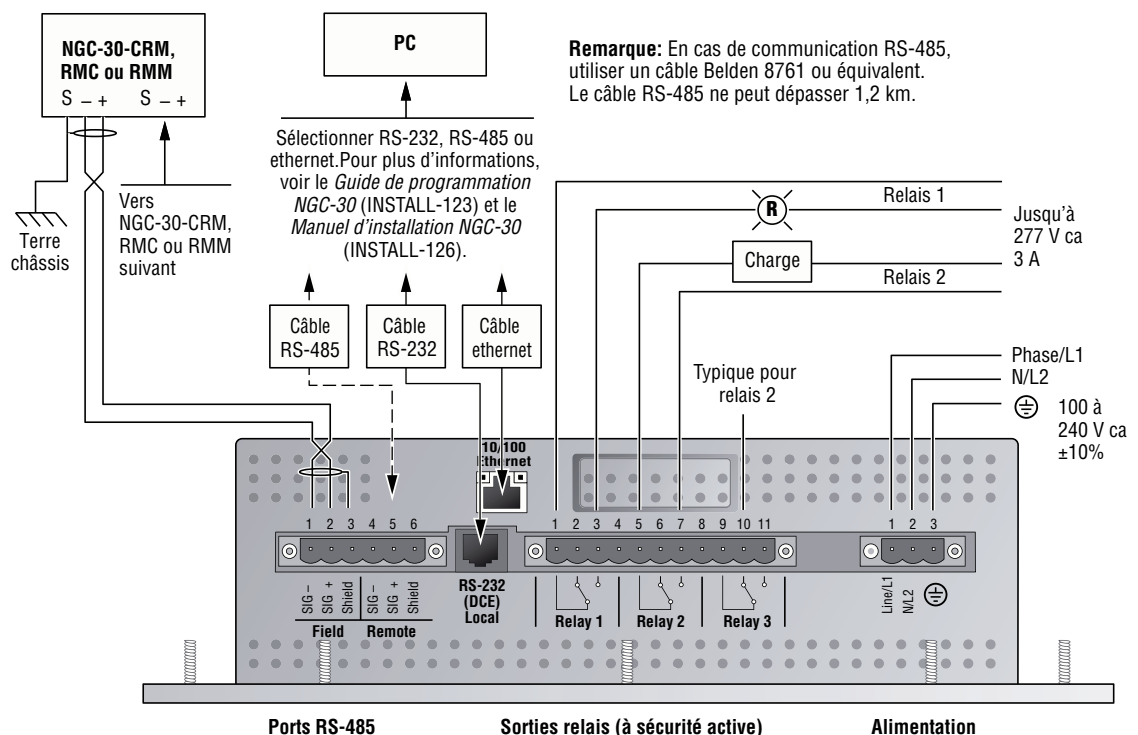 NGC-30-CRM,
RMC ou RMM
S – +
S – +
PC
Remarque: En cas de communication RS-485,
utiliser un câble Belden 8761 ou équivalent.
Le câble RS-485 ne peut dépasser 1,2 km.
Sélectionner RS-232, RS-485 ou
ethernet.Pour plus d'informations,
voir le Guide de programmation
NGC-30 (INSTALL-123) et le
Manuel d'installation NGC-30
(INSTALL-126).
Terre
châssis
Vers
NGC-30-CRM,
RMC ou RMM
suivant
Relais 1
R
Charge
Relais 2
Jusqu'à
277 V ca
3 A
Câble
RS-485
Câble
RS-232
Câble
ethernet
Typique pour
relais 2
Phase/L1
N/L2
100 à
240 V ca
±10%
10/100
Ethernet
1 2 3 4 5 6
1 2 3 4 5 6 7 8 9 10 11
1 2 3
SIG –
SIG +
Shield
SIG –
SIG +
Shield
Field
Remote
RS-232
(DCE)
Local
Relay 1
Relay 2
Relay 3
Line/L1
N/L2
Ports RS-485
Sorties relais (à sécurité active)
Alimentation